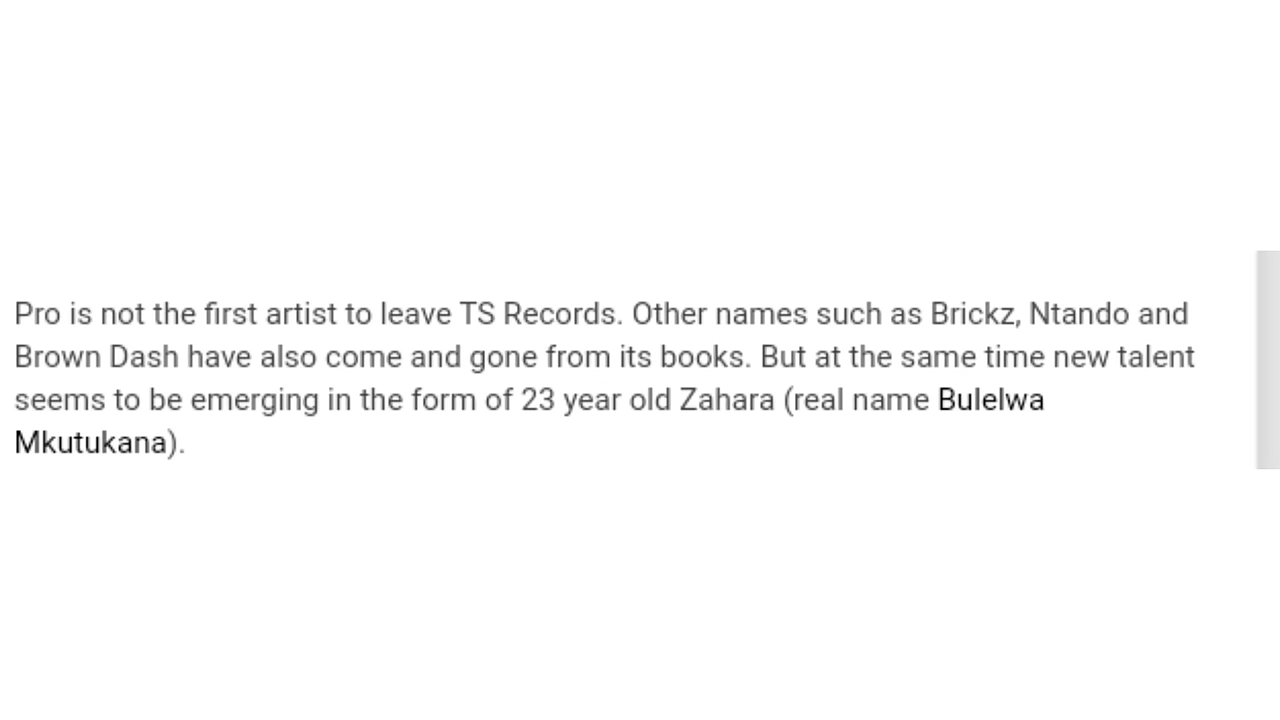 Pro is not the first artist to leave TS Records. Other names such as Brickz, Ntando and
Brown Dash have also come and gone from its books. But at the same time new talent
seems to be emerging in the form of 23 year old Zahara (real name Bulelwa
Mkutukana).